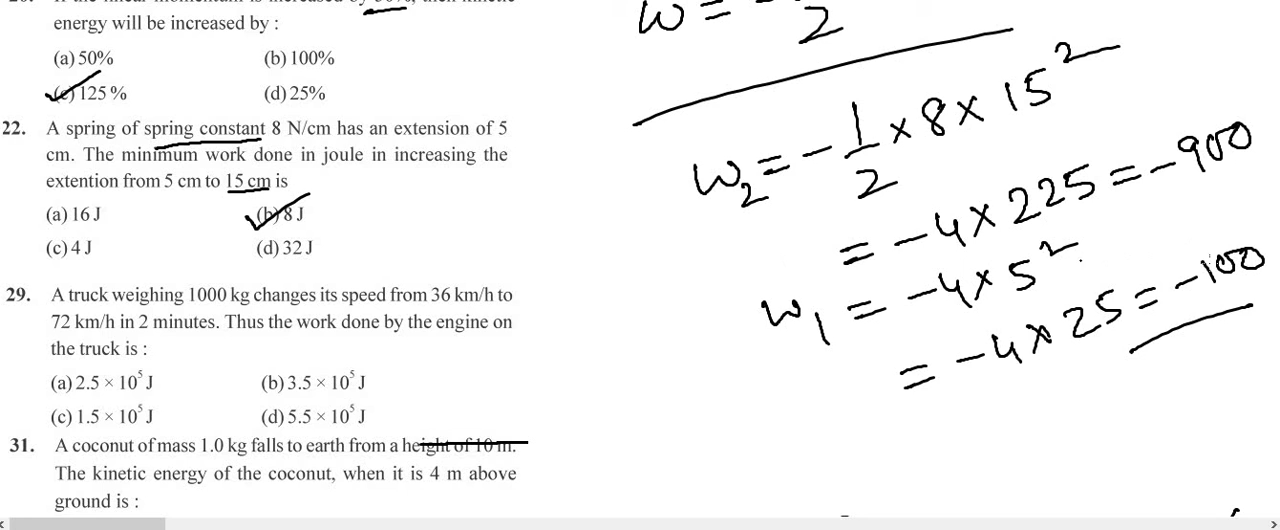 energy will be increased by :
(a) 50% (b) 100%
(c) 125 % (d) 25%
22. A spring of spring constant 8 N/cm has an extension of 5
cm. The minimum work done in joule in increasing the
extention from 5 cm to 15 cm is
(a) 16 J (b) 8 J
(c) 4 J (d) 32 J
29. A truck weighing 1000 kg changes its speed from 36 km/h to
72 km/h in 2 minutes. Thus the work done by the engine on
the truck is :
(a) 2.5 × 10⁵ J (b) 3.5 × 10⁵ J
(c) 1.5 × 10⁵ J (d) 5.5 × 10⁵ J
31. A coconut of mass 1.0 kg falls to earth from a height of 10 m.
The kinetic energy of the coconut, when it is 4 m above
ground is :
w = - /2
w₂ = - 1/2 × 8 × 15²
= -4 × 225 = -900
w₁ = -4 × 5²
= -4 × 25 = -100